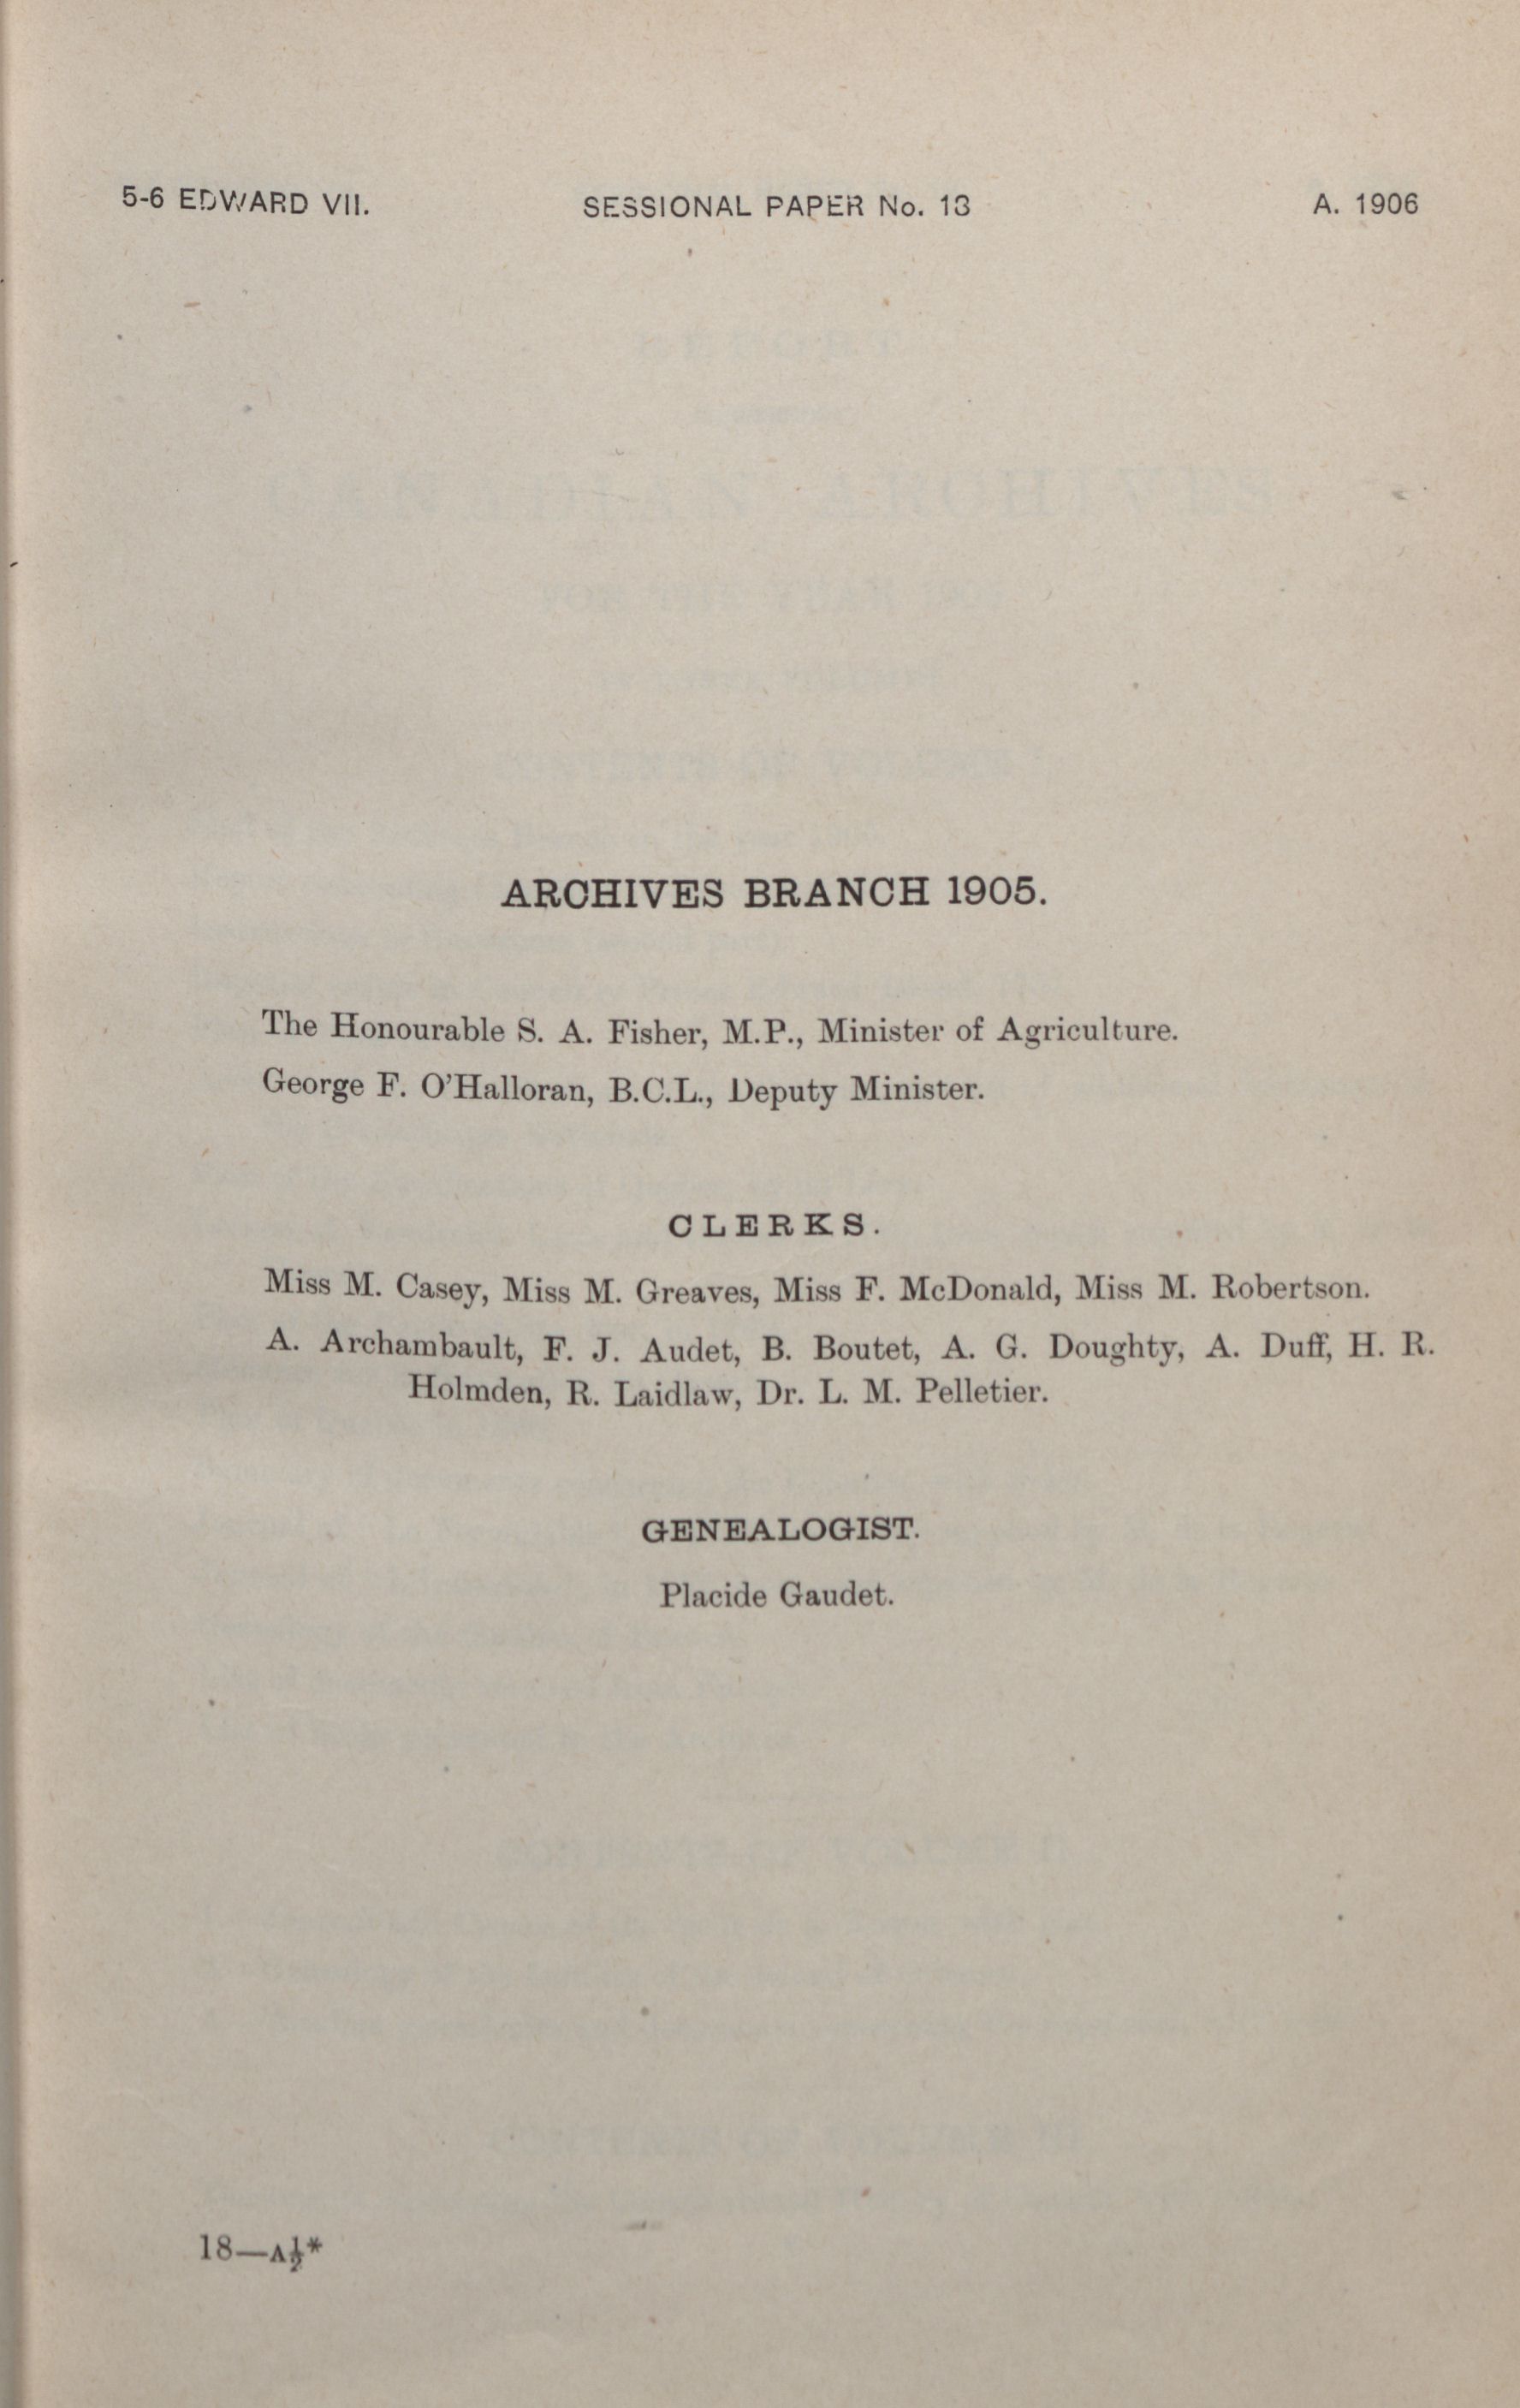 5-6 EDWARD VII.
SESSIONAL PAPER No. 13
A. 1906
ARCHIVES BRANCH 1905.
The Honourable S. A. Fisher, M.P., Minister of Agriculture.
George F. O'Halloran, B.C.L., Deputy Minister.
CLERKS.
Miss M. Casey, Miss M. Greaves, Miss F. McDonald, Miss M. Robertson.
A. Archambault, F. J. Audet, B. Boutet, A. G. Doughty, A. Duff, H. R.
Holmden, R. Laidlaw, Dr. L. M. Pelletier.
GENEALOGIST.
Placide Gaudet.
18—A½*